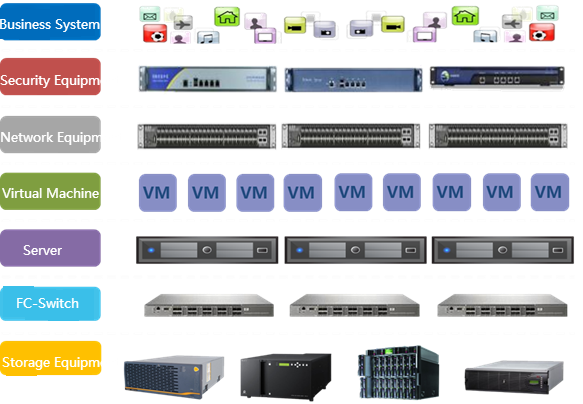 Business System
Security Equipm
Network Equipm
Virtual Machine
VM VM VM VM VM VM VM VM VM
Server
FC-Switch
Storage Equipm